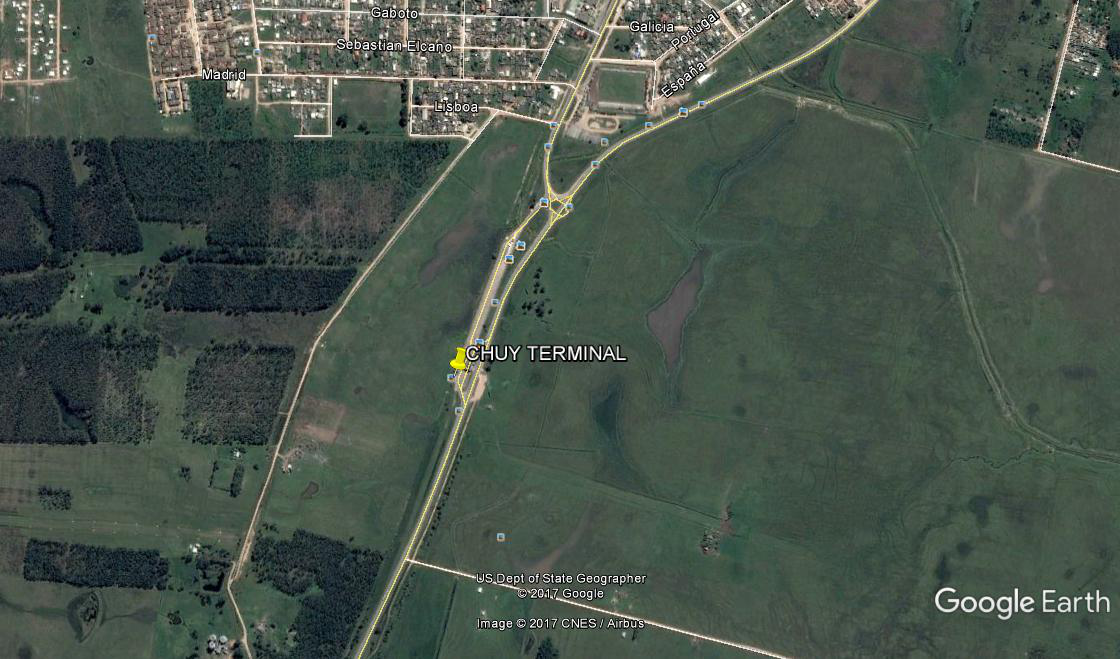 Gaboto
Galicia
Portugal
Sebastian Elcano
Madrid
España
Lisboa
CHUY TERMINAL
US Dept of State Geographer
© 2017 Google
Image © 2017 CNES / Airbus
Google Earth